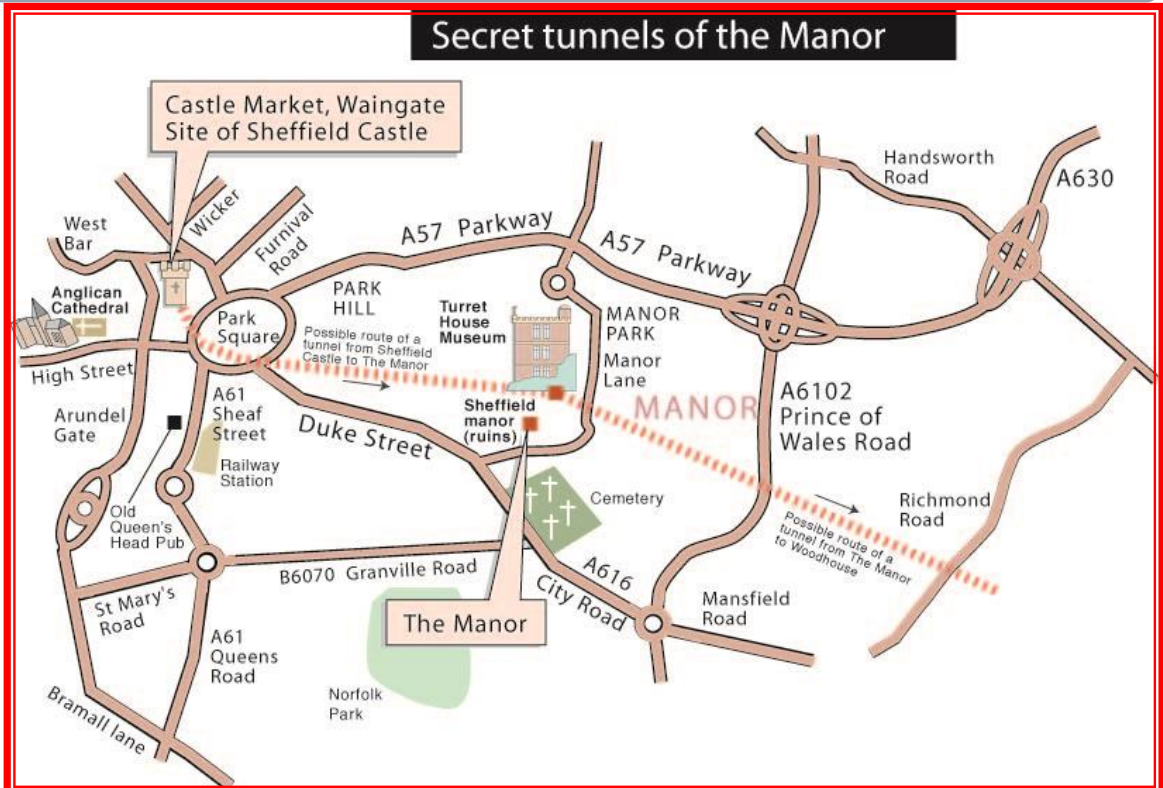 Secret tunnels of the Manor
Castle Market, Waingate
Site of Sheffield Castle
West
Bar
Wicker
Furnival
Road
A57 Parkway
A57 Parkway
Handsworth
Road
A630
Anglican
Cathedral
Park
Square
PARK
HILL
Possible route of a
tunnel from Sheffield
Castle to The Manor
Turret
House
Museum
MANOR
PARK
Manor
Lane
High Street
Arundel
Gate
A61
Sheaf
Street
Railway
Station
Duke Street
Sheffield
manor
(ruins)
MANOR
A6102
Prince of
Wales Road
Old
Queen's
Head Pub
Cemetery
Richmond
Road
Possible route of a
tunnel from The Manor
to Woodhouse
B6070 Granville Road
A616
City Road
St Mary's
Road
The Manor
Mansfield
Road
A61
Queens
Road
Norfolk
Park
Bramall lane